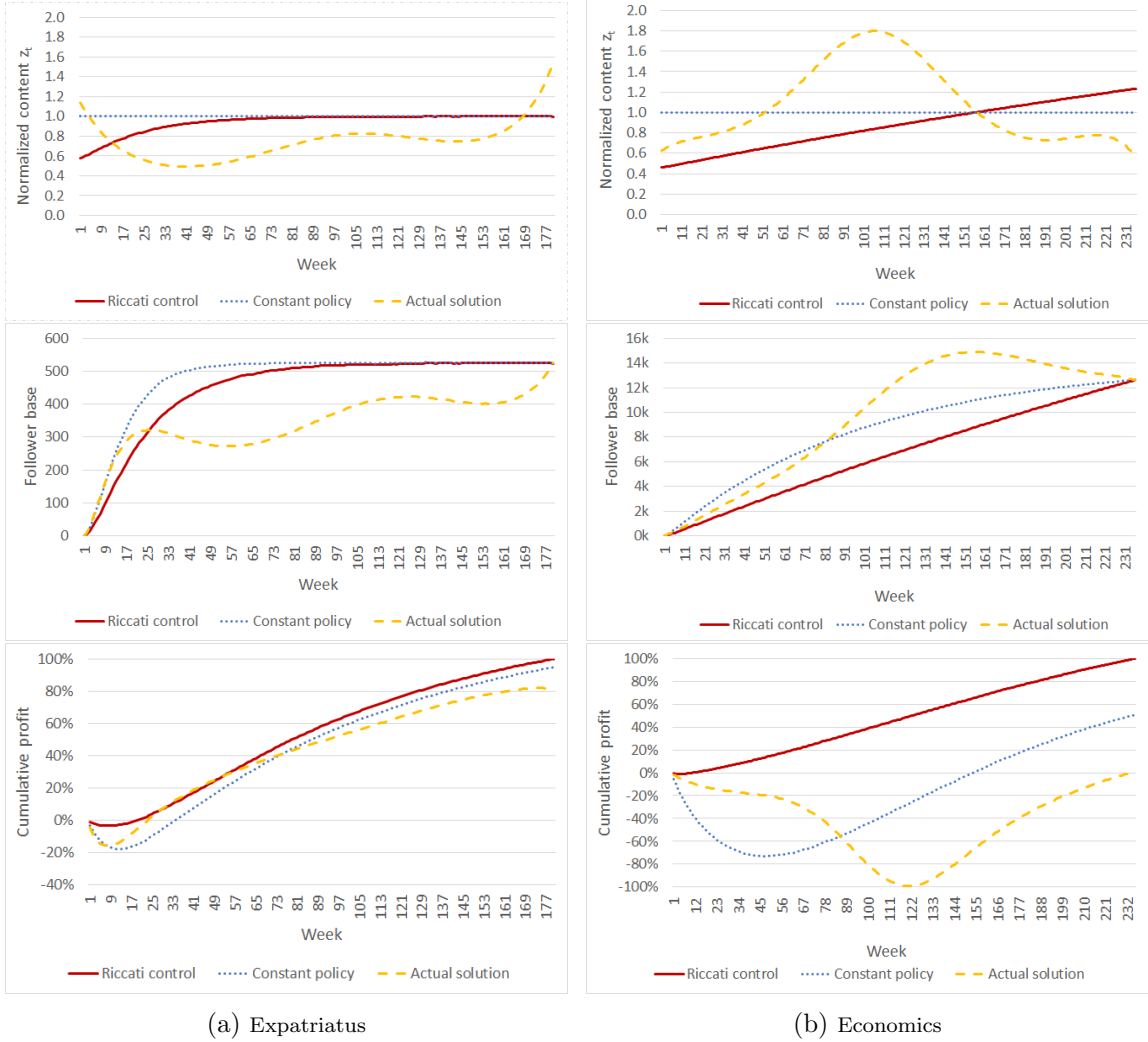 2.0
1.8
1.6
1.4
1.2
1.0
0.8
0.6
0.4
0.2
0.0
Normalized content z_t
1 9 17 25 33 41 49 57 65 73 81 89 97 105 113 121 129 137 145 153 161 169 177
Week
Riccati control Constant policy Actual solution
600
500
400
300
200
100
0
Follower base
1 9 17 25 33 41 49 57 65 73 81 89 97 105 113 121 129 137 145 153 161 169 177
Week
Riccati control Constant policy Actual solution
100%
80%
60%
40%
20%
0%
-20%
-40%
Cumulative profit
1 9 17 25 33 41 49 57 65 73 81 89 97 105 113 121 129 137 145 153 161 169 177
Week
Riccati control Constant policy Actual solution
(a) Expatriatus
2.0
1.8
1.6
1.4
1.2
1.0
0.8
0.6
0.4
0.2
0.0
Normalized content z_t
1 11 21 31 41 51 61 71 81 91 101 111 121 131 141 151 161 171 181 191 201 211 221 231
Week
Riccati control Constant policy Actual solution
16k
14k
12k
10k
8k
6k
4k
2k
0k
Follower base
1 11 21 31 41 51 61 71 81 91 101 111 121 131 141 151 161 171 181 191 201 211 221 231
Week
Riccati control Constant policy Actual solution
100%
80%
60%
40%
20%
0%
-20%
-40%
-60%
-80%
-100%
Cumulative profit
1 12 23 34 45 56 67 78 89 100 111 122 133 144 155 166 177 188 199 210 221 232
Week
Riccati control Constant policy Actual solution
(b) Economics